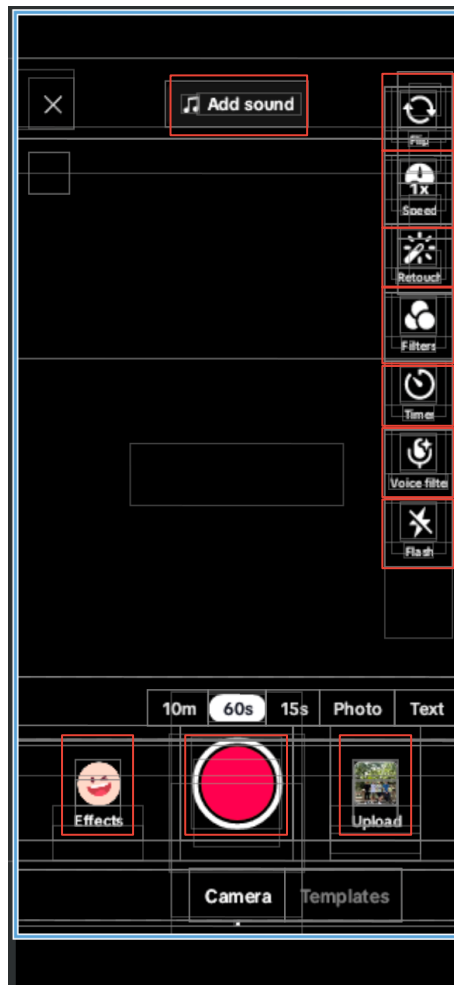 Add sound
Flip
1x
Speed
Retouch
Filters
Timer
Voice filte
Flash
10m
60s
15s
Photo
Text
Effects
Upload
Camera
Templates